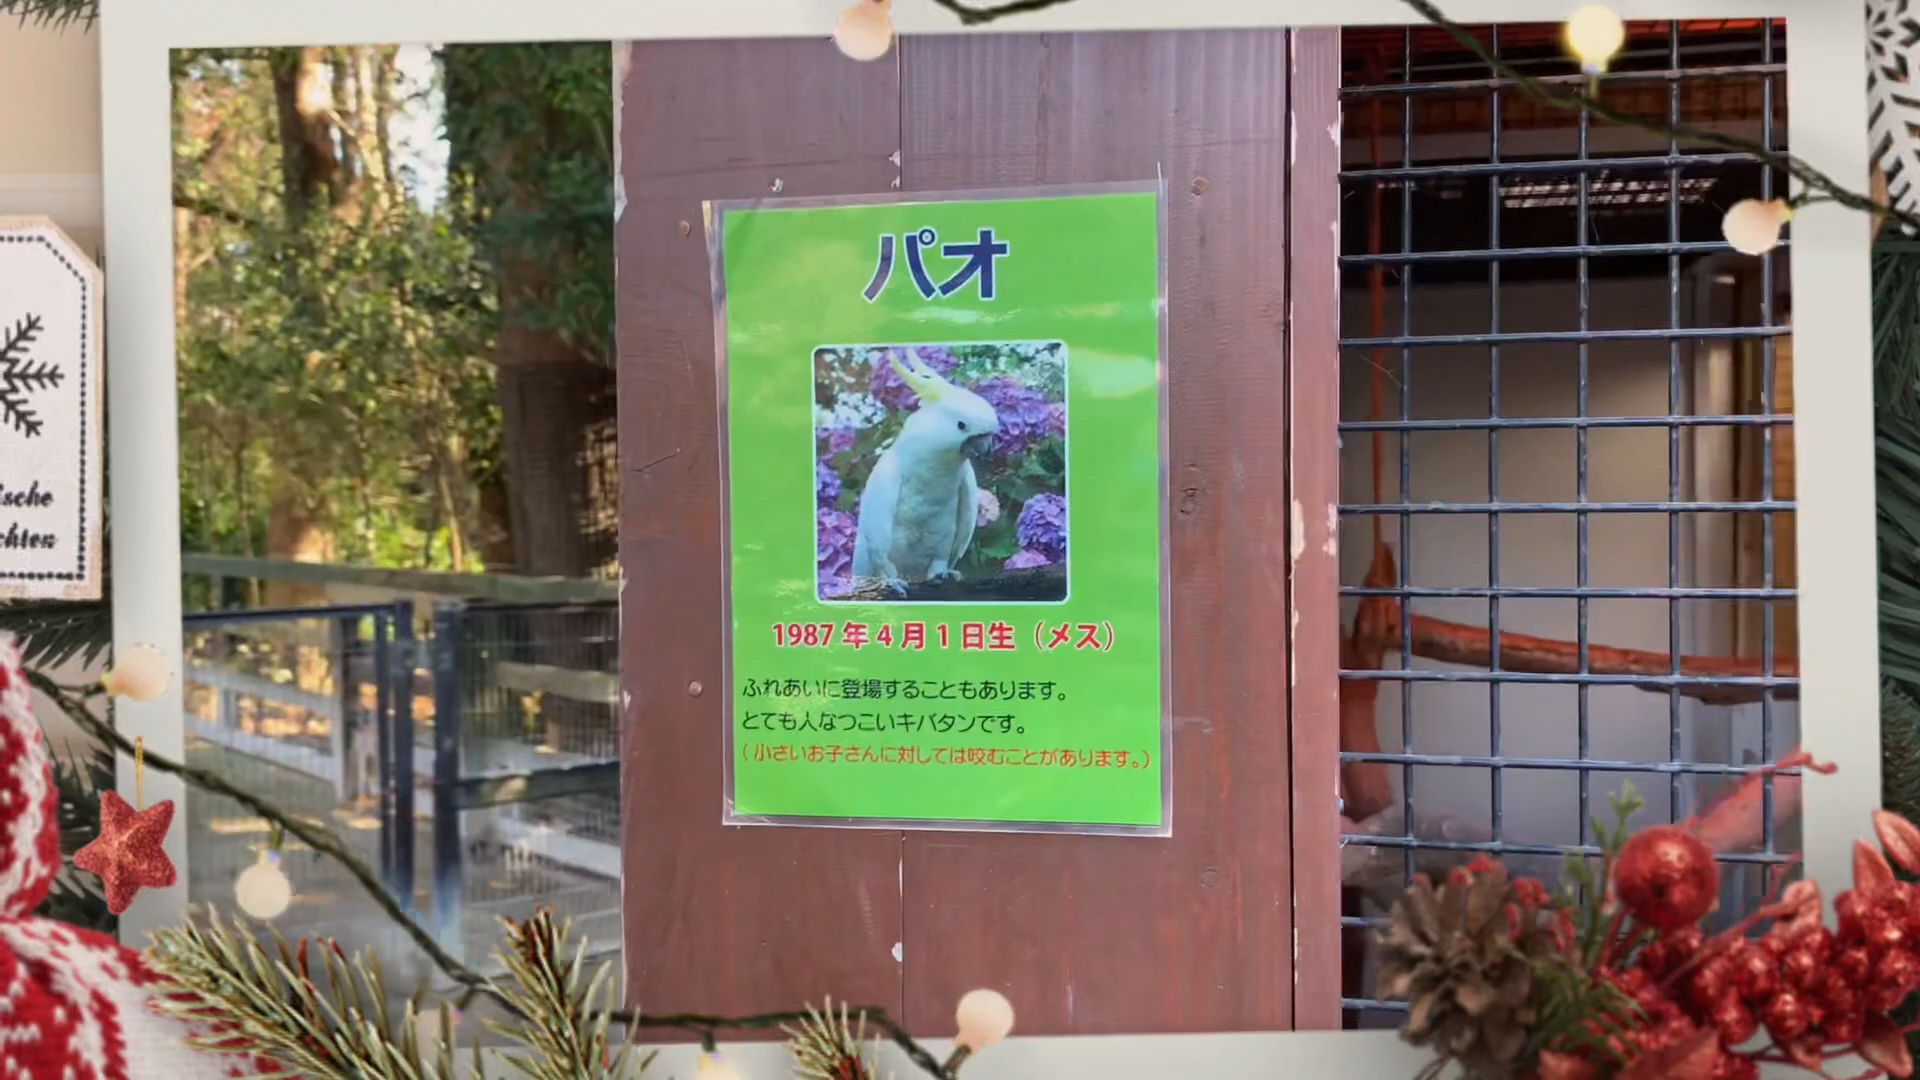 パオ
1987年4月1日生（メス）
ふれあいに登場することもあります。
とても人なつこいキバタンです。
（小さいお子さんに対しては咬むことがあります。）